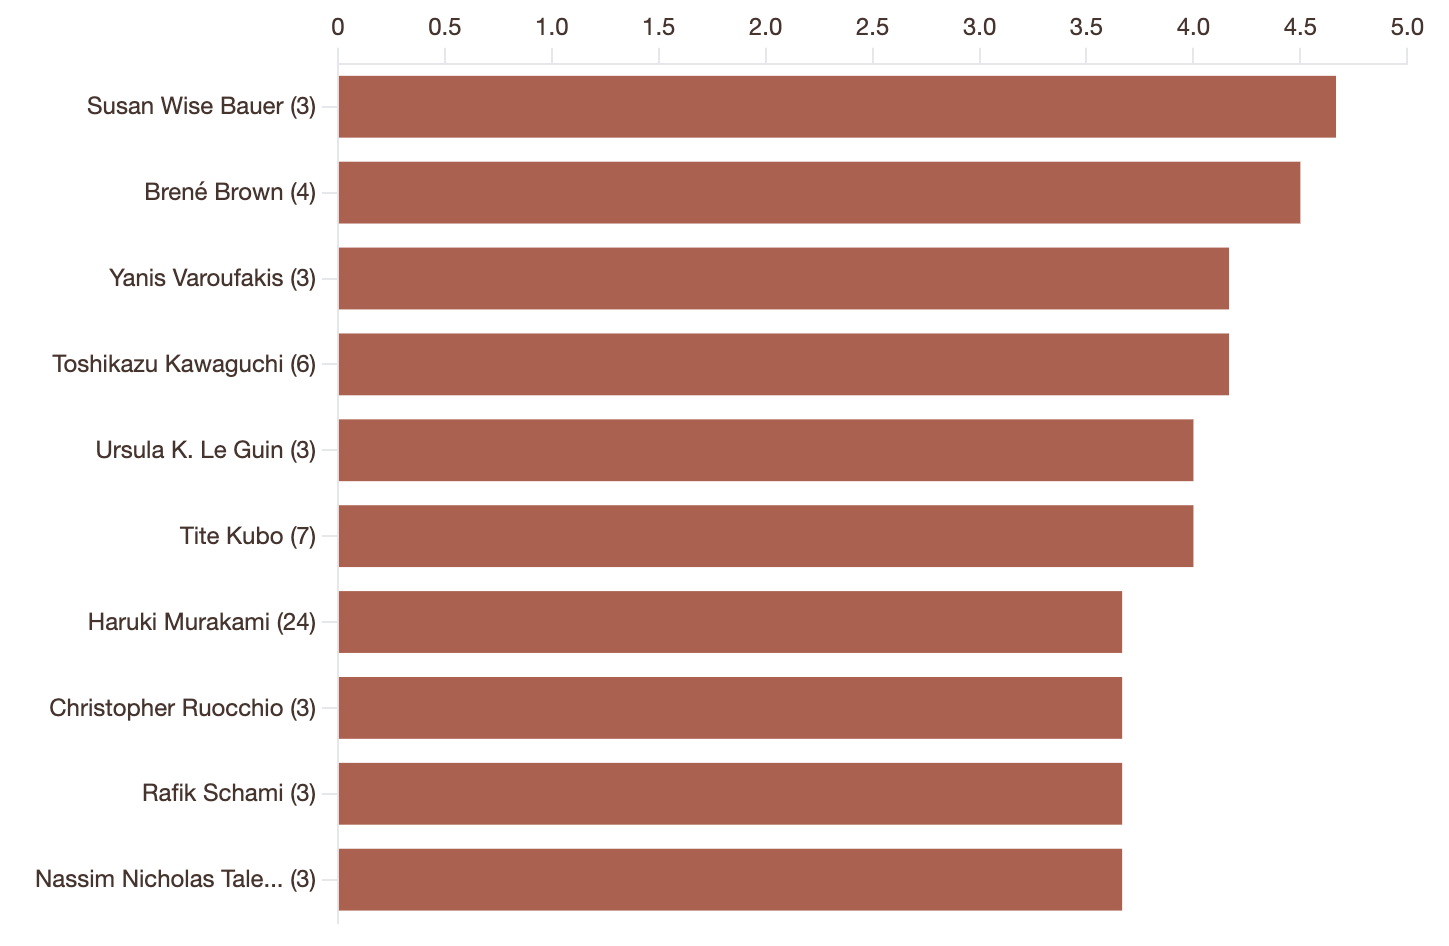 0 0.5 1.0 1.5 2.0 2.5 3.0 3.5 4.0 4.5 5.0
Susan Wise Bauer (3)
Brené Brown (4)
Yanis Varoufakis (3)
Toshikazu Kawaguchi (6)
Ursula K. Le Guin (3)
Tite Kubo (7)
Haruki Murakami (24)
Christopher Ruocchio (3)
Rafik Schami (3)
Nassim Nicholas Tale... (3)